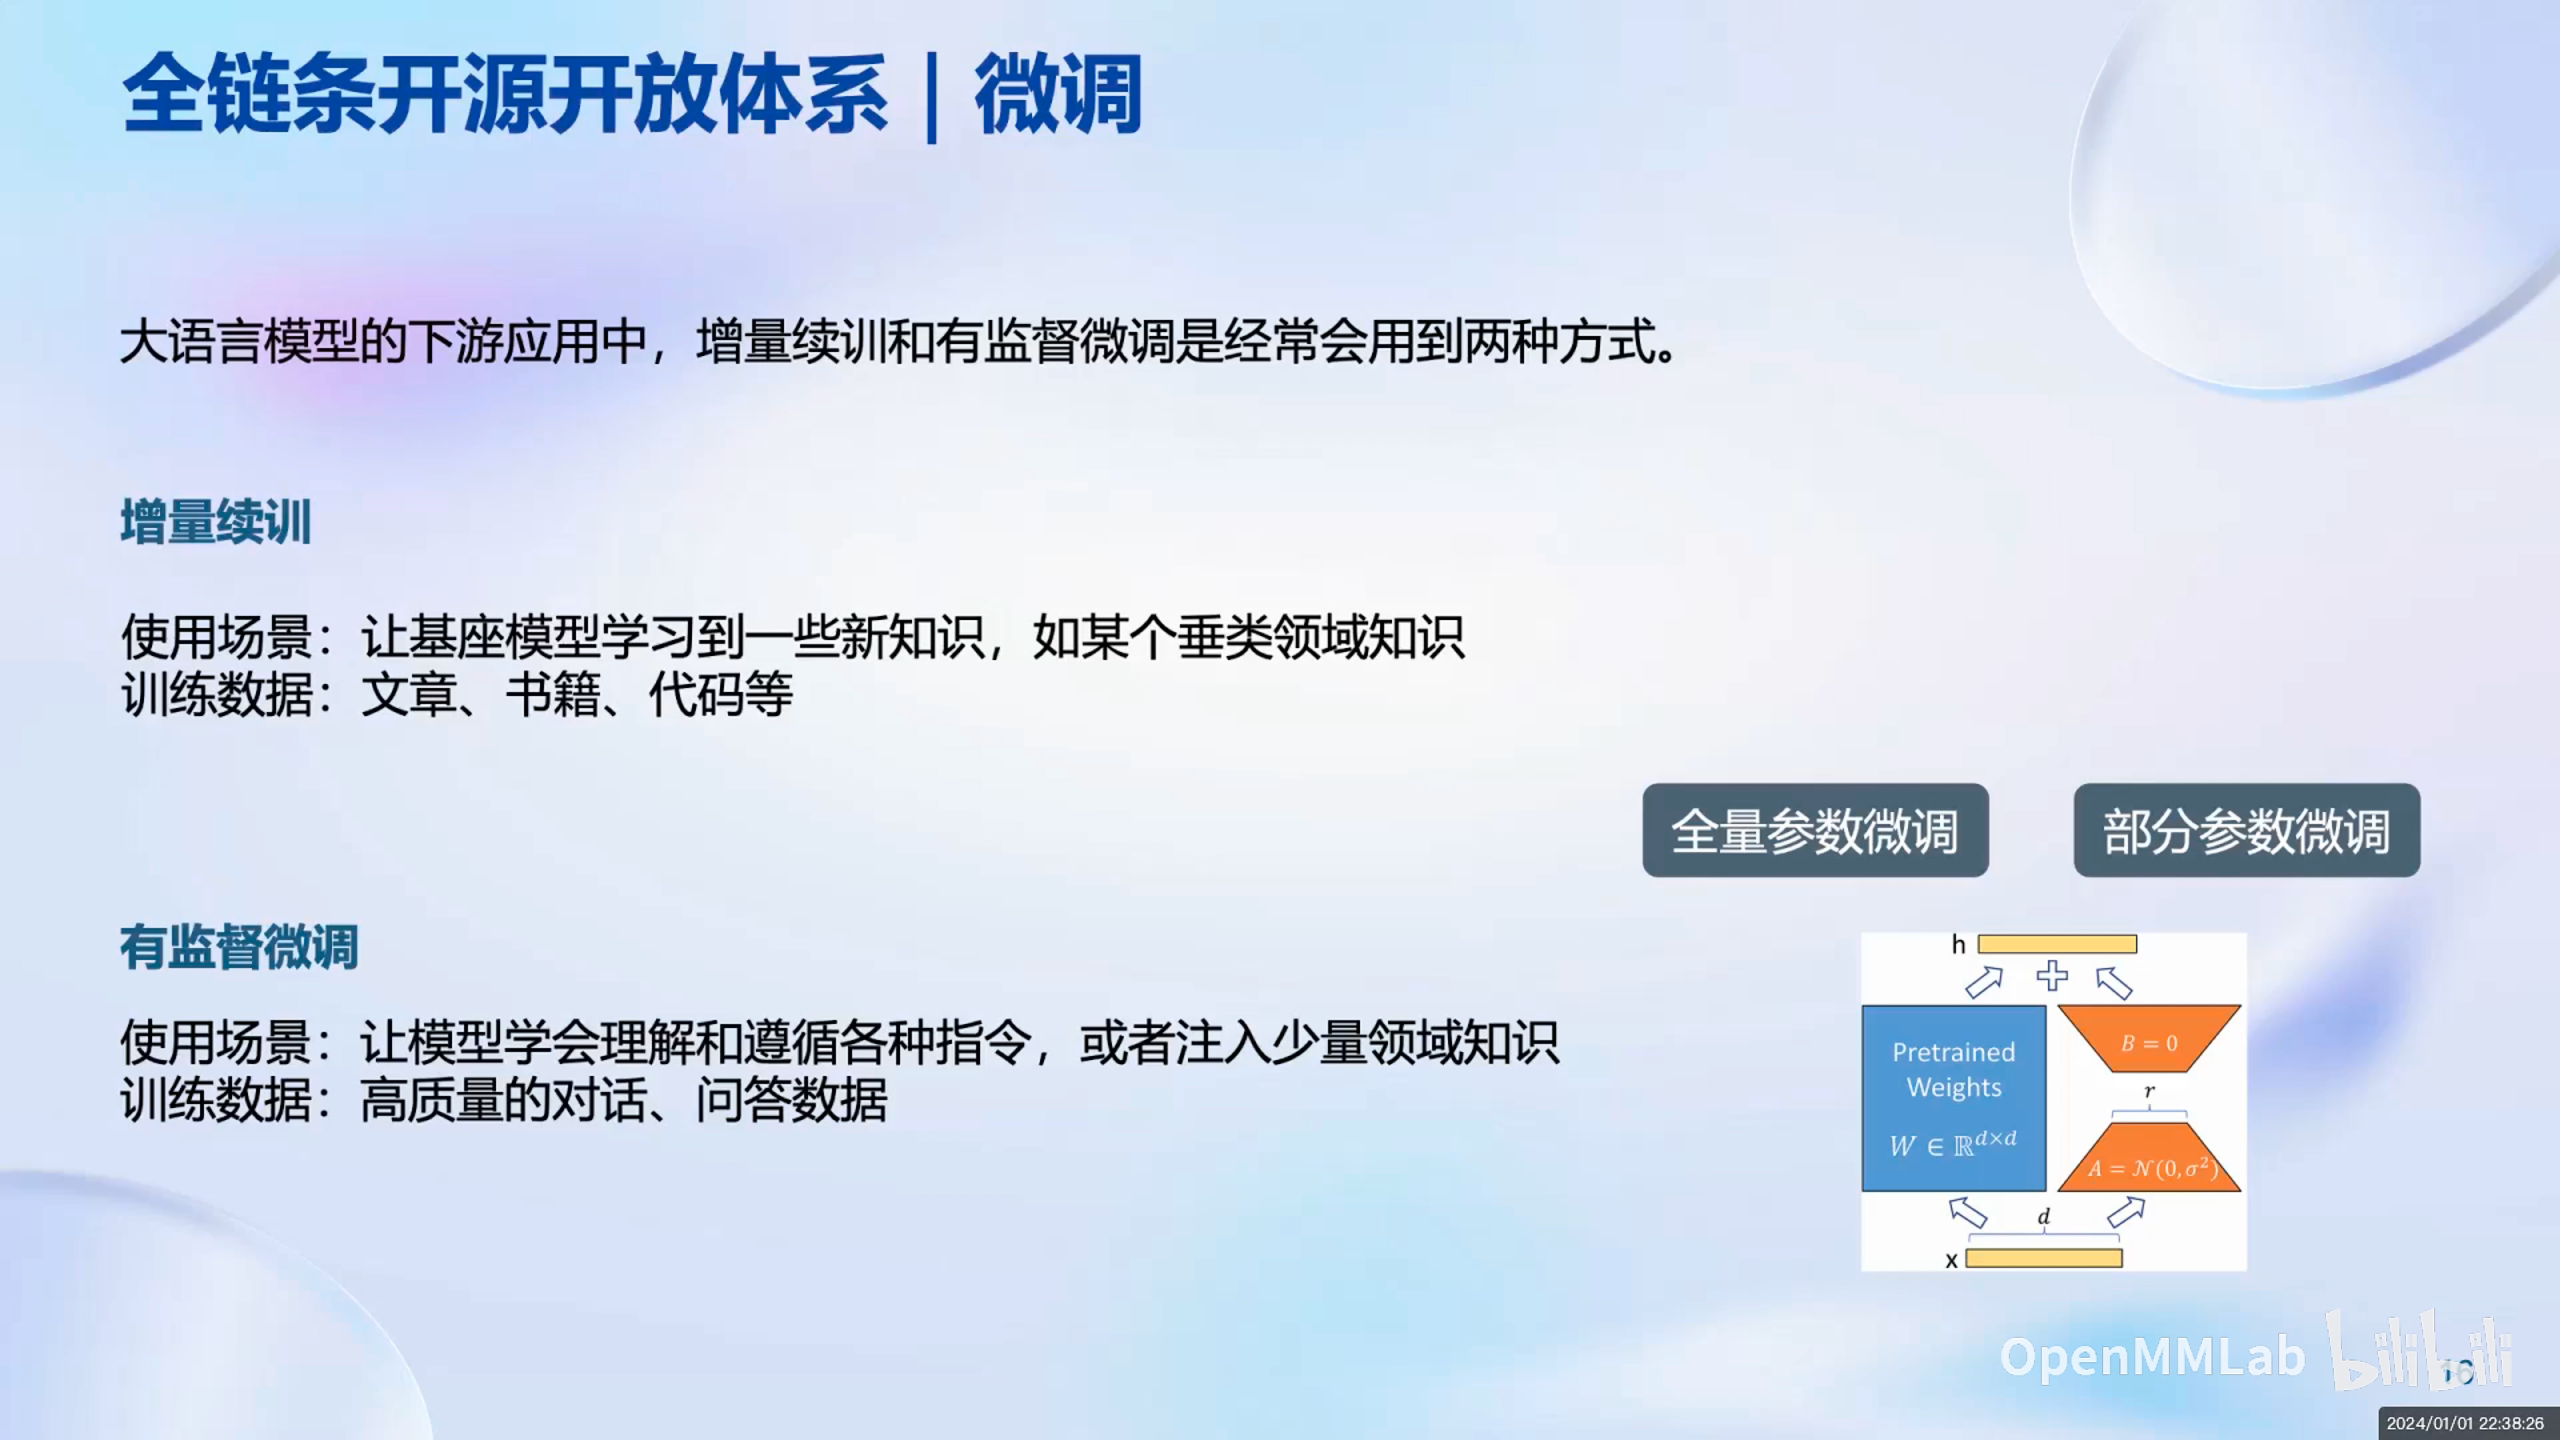 全链条开源开放体系 | 微调
大语言模型的下游应用中，增量续训和有监督微调是经常会用到两种方式。
增量续训
使用场景：让基座模型学习到一些新知识，如某个垂类领域知识
训练数据：文章、书籍、代码等
全量参数微调
部分参数微调
有监督微调
使用场景：让模型学会理解和遵循各种指令，或者注入少量领域知识
训练数据：高质量的对话、问答数据
h
B = 0
Pretrained
Weights
r
W ∈ ℝ^{d×d}
A = 𝒩(0, σ²)
d
x
OpenMMLab bilibili
16
2024/01/01 22:38:26